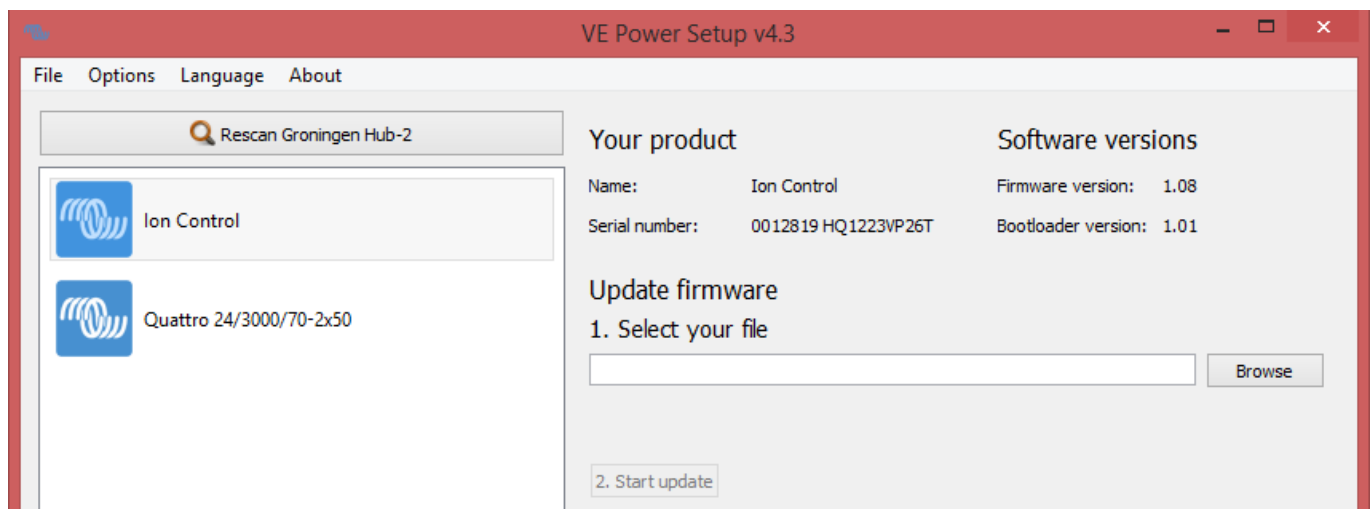 VE Power Setup v4.3
File Options Language About
Rescan Groningen Hub-2
Ion Control
Quattro 24/3000/70-2x50
Your product
Name: Ion Control
Serial number: 0012819 HQ1223VP26T
Software versions
Firmware version: 1.08
Bootloader version: 1.01
Update firmware
1. Select your file
Browse
2. Start update